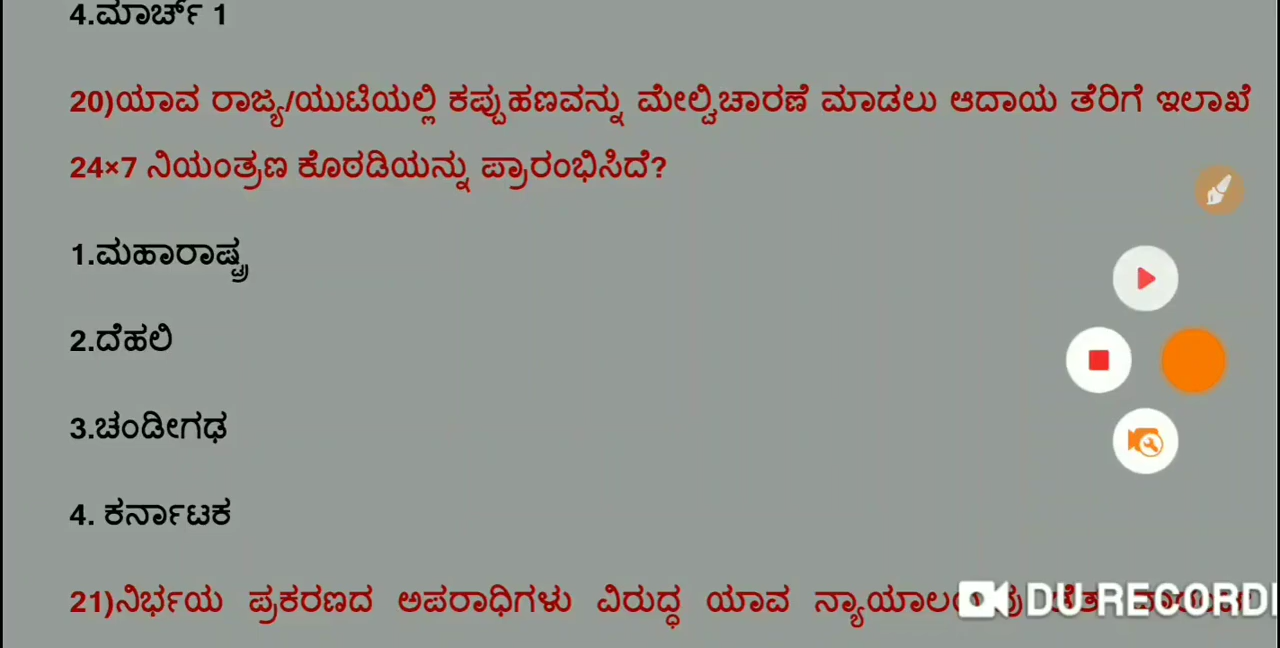 4.ಮಾರ್ಚ್ 1
20)ಯಾವ ರಾಜ್ಯ/ಯುಟಿಯಲ್ಲಿ ಕಪ್ಪುಹಣವನ್ನು ಮೇಲ್ವಿಚಾರಣೆ ಮಾಡಲು ಆದಾಯ ತೆರಿಗೆ ಇಲಾಖೆ
24×7 ನಿಯಂತ್ರಣ ಕೊಠಡಿಯನ್ನು ಪ್ರಾರಂಭಿಸಿದೆ?
1.ಮಹಾರಾಷ್ಟ್ರ
2.ದೆಹಲಿ
3.ಚಂಡೀಗಢ
4. ಕರ್ನಾಟಕ
21)ನಿರ್ಭಯ ಪ್ರಕರಣದ ಅಪರಾಧಿಗಳು ವಿರುದ್ಧ ಯಾವ
DU RECORD